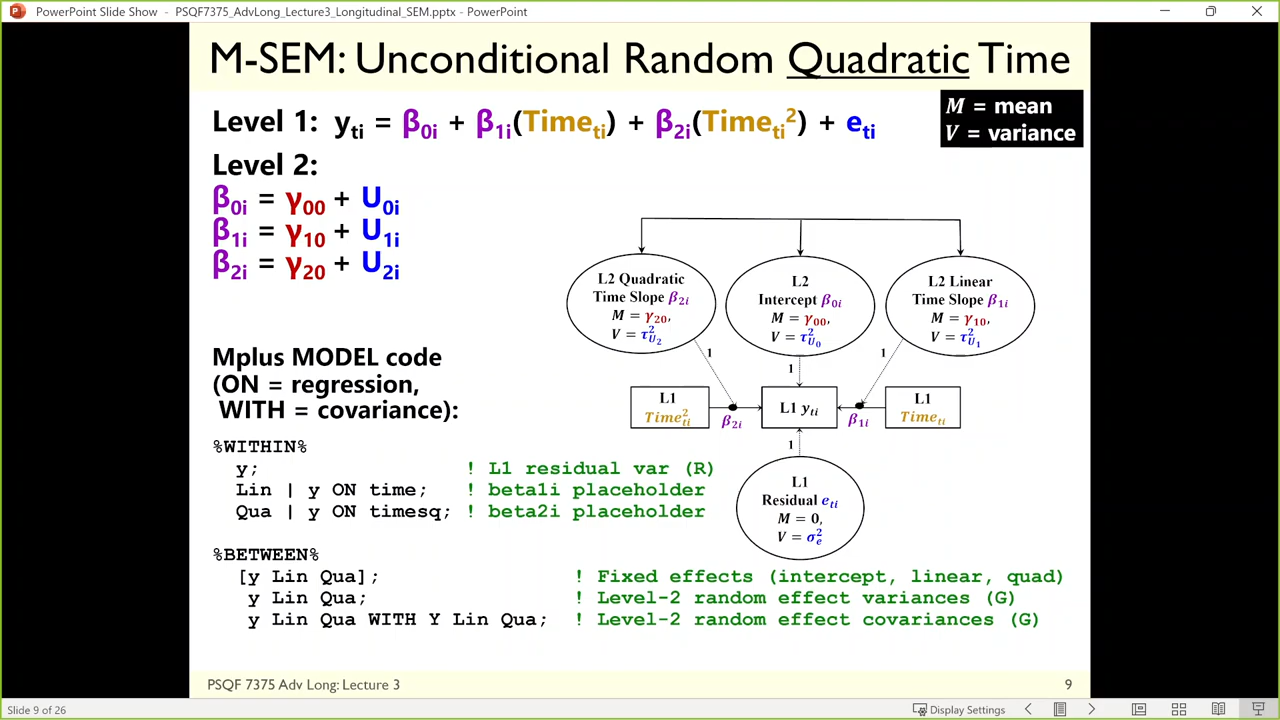 PowerPoint Slide Show - PSQF7375_AdvLong_Lecture3_Longitudinal_SEM.pptx - PowerPoint
M-SEM: Unconditional Random Quadratic Time
Level 1: yti = β0i + β1i(Timeti) + β2i(Timeti²) + eti
M = mean
V = variance
Level 2:
β0i = γ00 + U0i
β1i = γ10 + U1i
β2i = γ20 + U2i
L2 Quadratic
Time Slope β2i
M = γ20,
V = τ²U2
L2
Intercept β0i
M = γ00,
V = τ²U0
L2 Linear
Time Slope β1i
M = γ10,
V = τ²U1
1
1
1
L1
Time²ti
β2i
L1 yti
β1i
L1
Timeti
1
L1
Residual eti
M = 0,
V = σ²e
Mplus MODEL code
(ON = regression,
WITH = covariance):
%WITHIN%
y; ! L1 residual var (R)
Lin | y ON time; ! beta1i placeholder
Qua | y ON timesq; ! beta2i placeholder
%BETWEEN%
[y Lin Qua]; ! Fixed effects (intercept, linear, quad)
y Lin Qua; ! Level-2 random effect variances (G)
y Lin Qua WITH Y Lin Qua; ! Level-2 random effect covariances (G)
PSQF 7375 Adv Long: Lecture 3
9
Slide 9 of 26
Display Settings